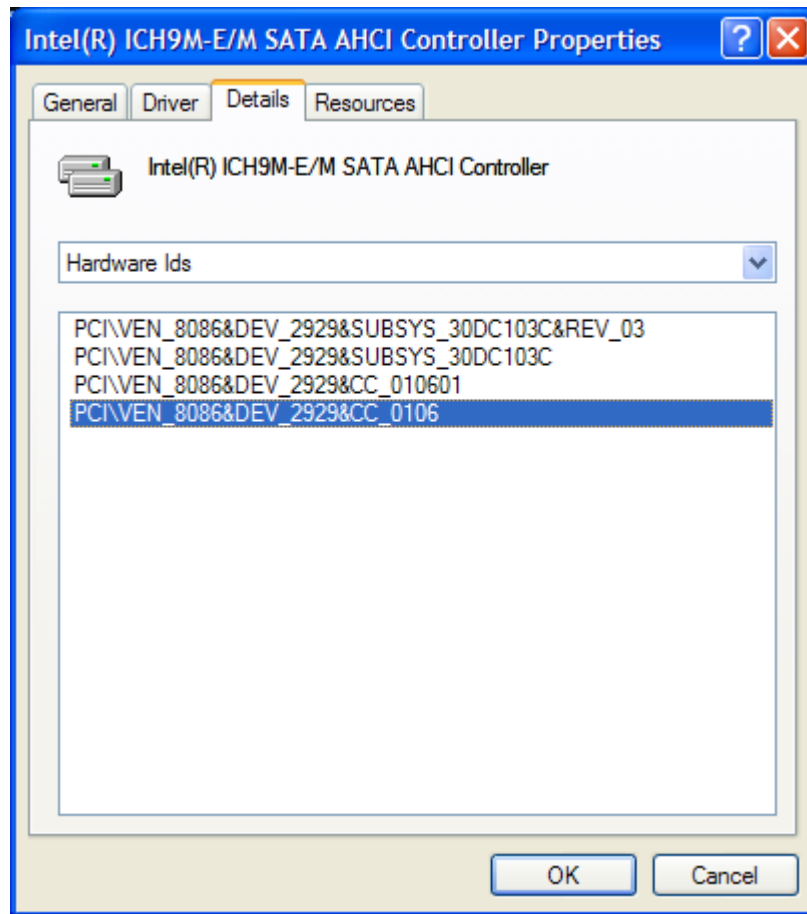 Intel(R) ICH9M-E/M SATA AHCI Controller Properties
General Driver Details Resources
Intel(R) ICH9M-E/M SATA AHCI Controller
Hardware Ids
PCI\VEN_8086&DEV_2929&SUBSYS_30DC103C&REV_03
PCI\VEN_8086&DEV_2929&SUBSYS_30DC103C
PCI\VEN_8086&DEV_2929&CC_010601
PCI\VEN_8086&DEV_2929&CC_0106
OK Cancel